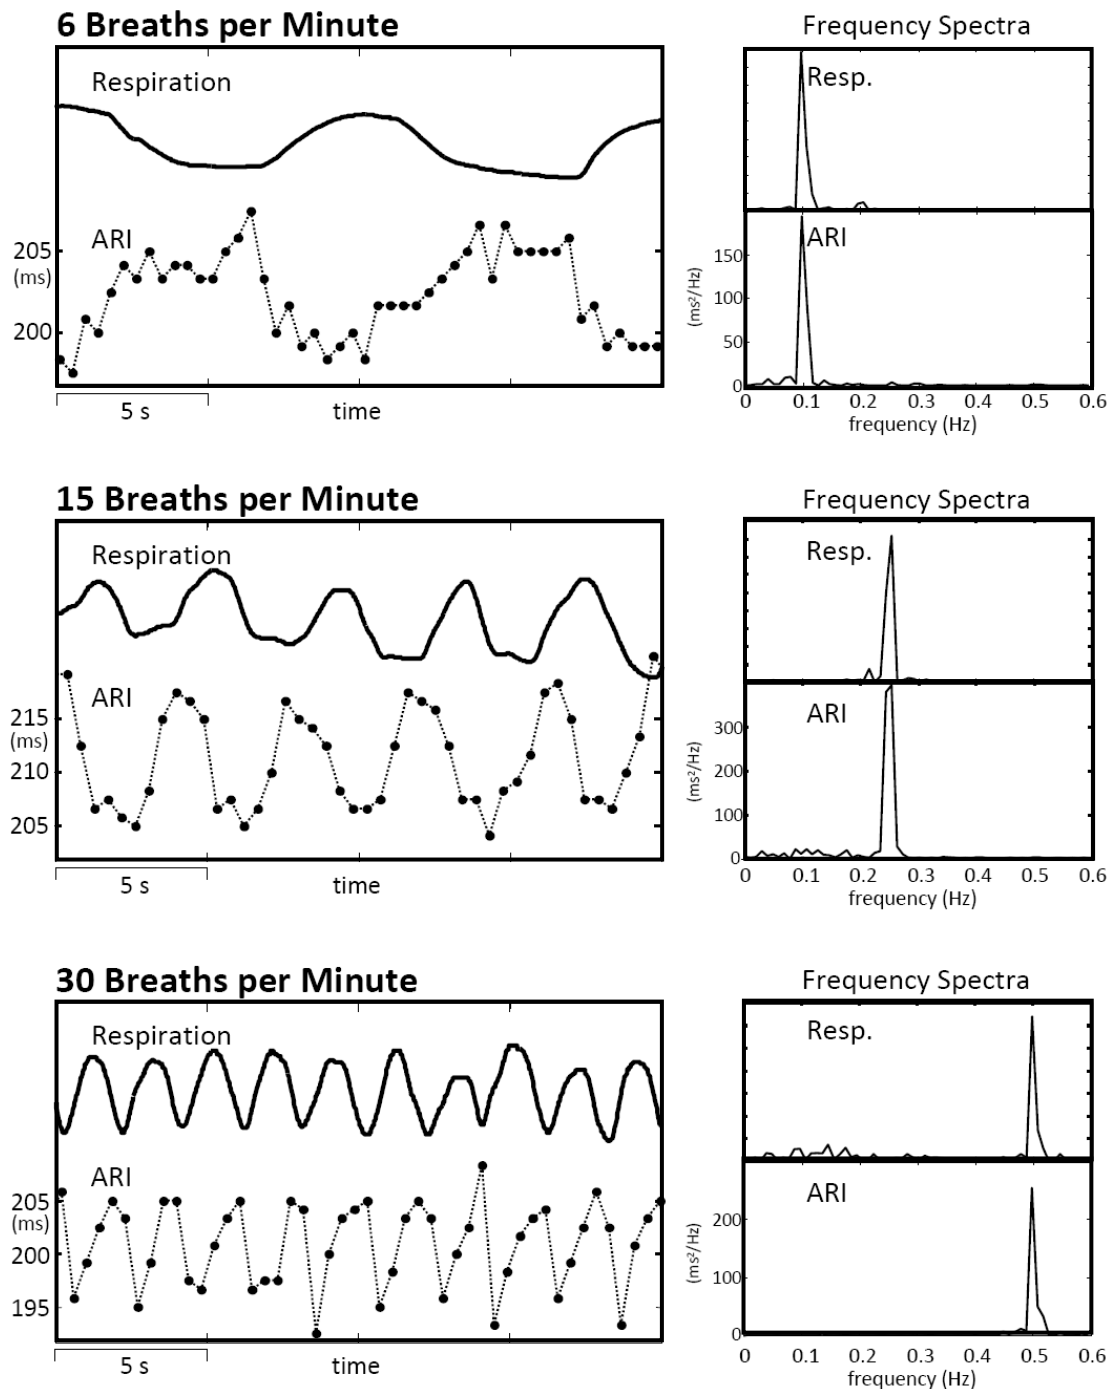 6 Breaths per Minute
Respiration
ARI
205
(ms)
200
5 s
time
Frequency Spectra
Resp.
ARI
(ms²/Hz)
150
100
50
0
0 0.1 0.2 0.3 0.4 0.5 0.6
frequency (Hz)
15 Breaths per Minute
Respiration
ARI
215
(ms)
210
205
5 s
time
Frequency Spectra
Resp.
ARI
(ms²/Hz)
300
200
100
0
0 0.1 0.2 0.3 0.4 0.5 0.6
frequency (Hz)
30 Breaths per Minute
Respiration
ARI
205
(ms)
200
195
5 s
time
Frequency Spectra
Resp.
ARI
(ms²/Hz)
200
100
0
0 0.1 0.2 0.3 0.4 0.5 0.6
frequency (Hz)